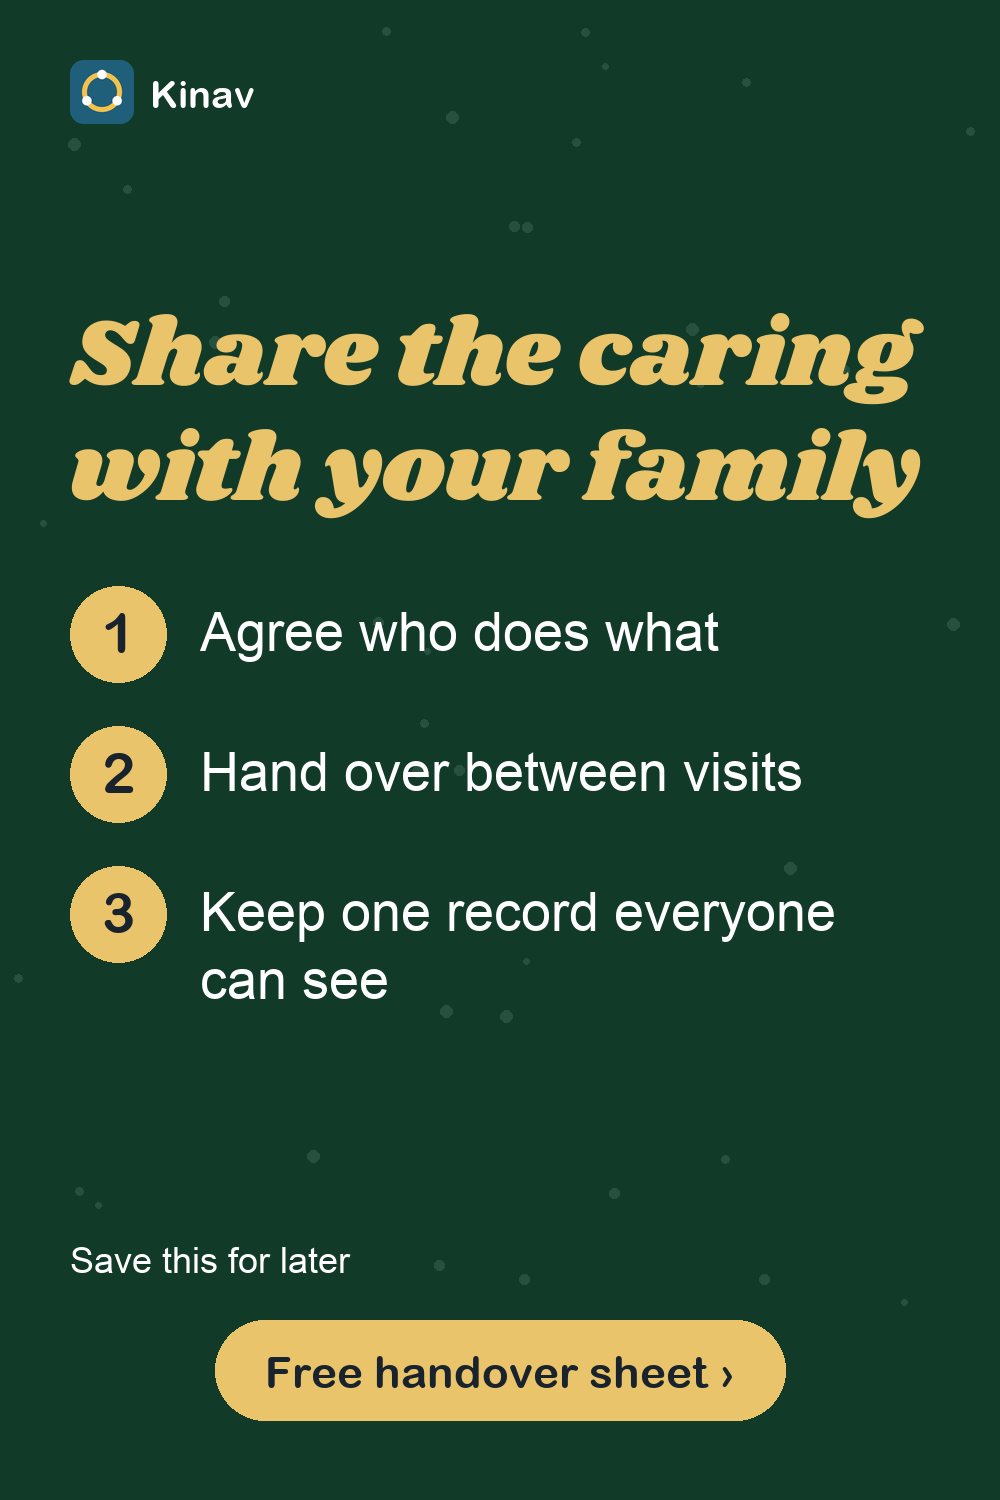 Kinav
Share the caring
with your family
1 Agree who does what
2 Hand over between visits
3 Keep one record everyone
can see
Save this for later
Free handover sheet ›